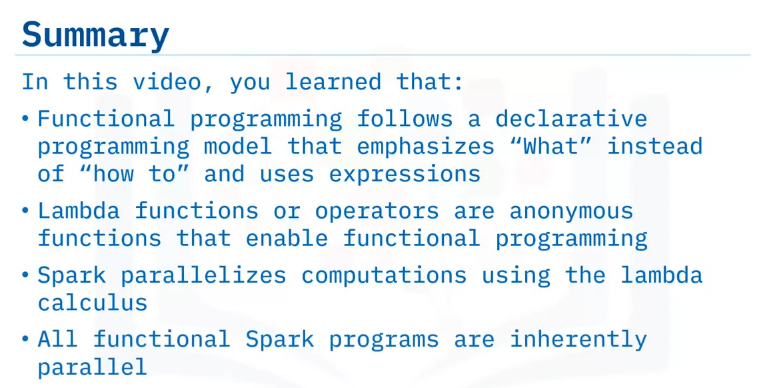 Summary
In this video, you learned that:
• Functional programming follows a declarative
programming model that emphasizes “What” instead
of “how to” and uses expressions
• Lambda functions or operators are anonymous
functions that enable functional programming
• Spark parallelizes computations using the lambda
calculus
• All functional Spark programs are inherently
parallel